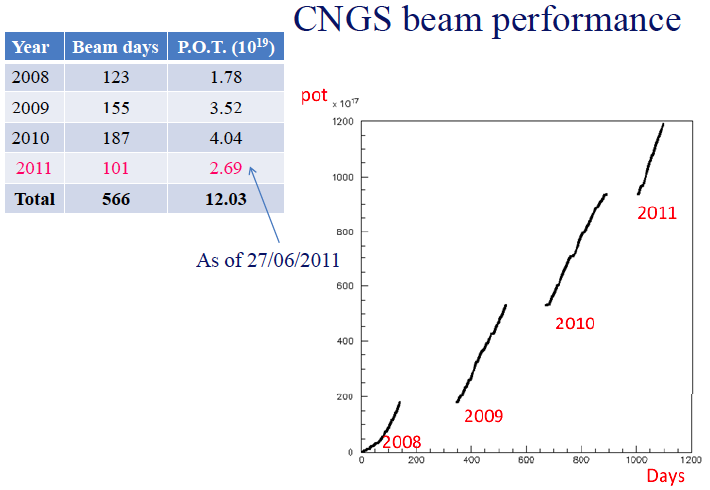 CNGS beam performance
Year Beam days P.O.T. (10¹⁹)
2008 123 1.78
2009 155 3.52
2010 187 4.04
2011 101 2.69
Total 566 12.03
As of 27/06/2011
pot x 10¹⁷
1200
1000
800
600
400
200
0
2011
2010
2009
2008
0 200 400 600 800 1000 1200
Days